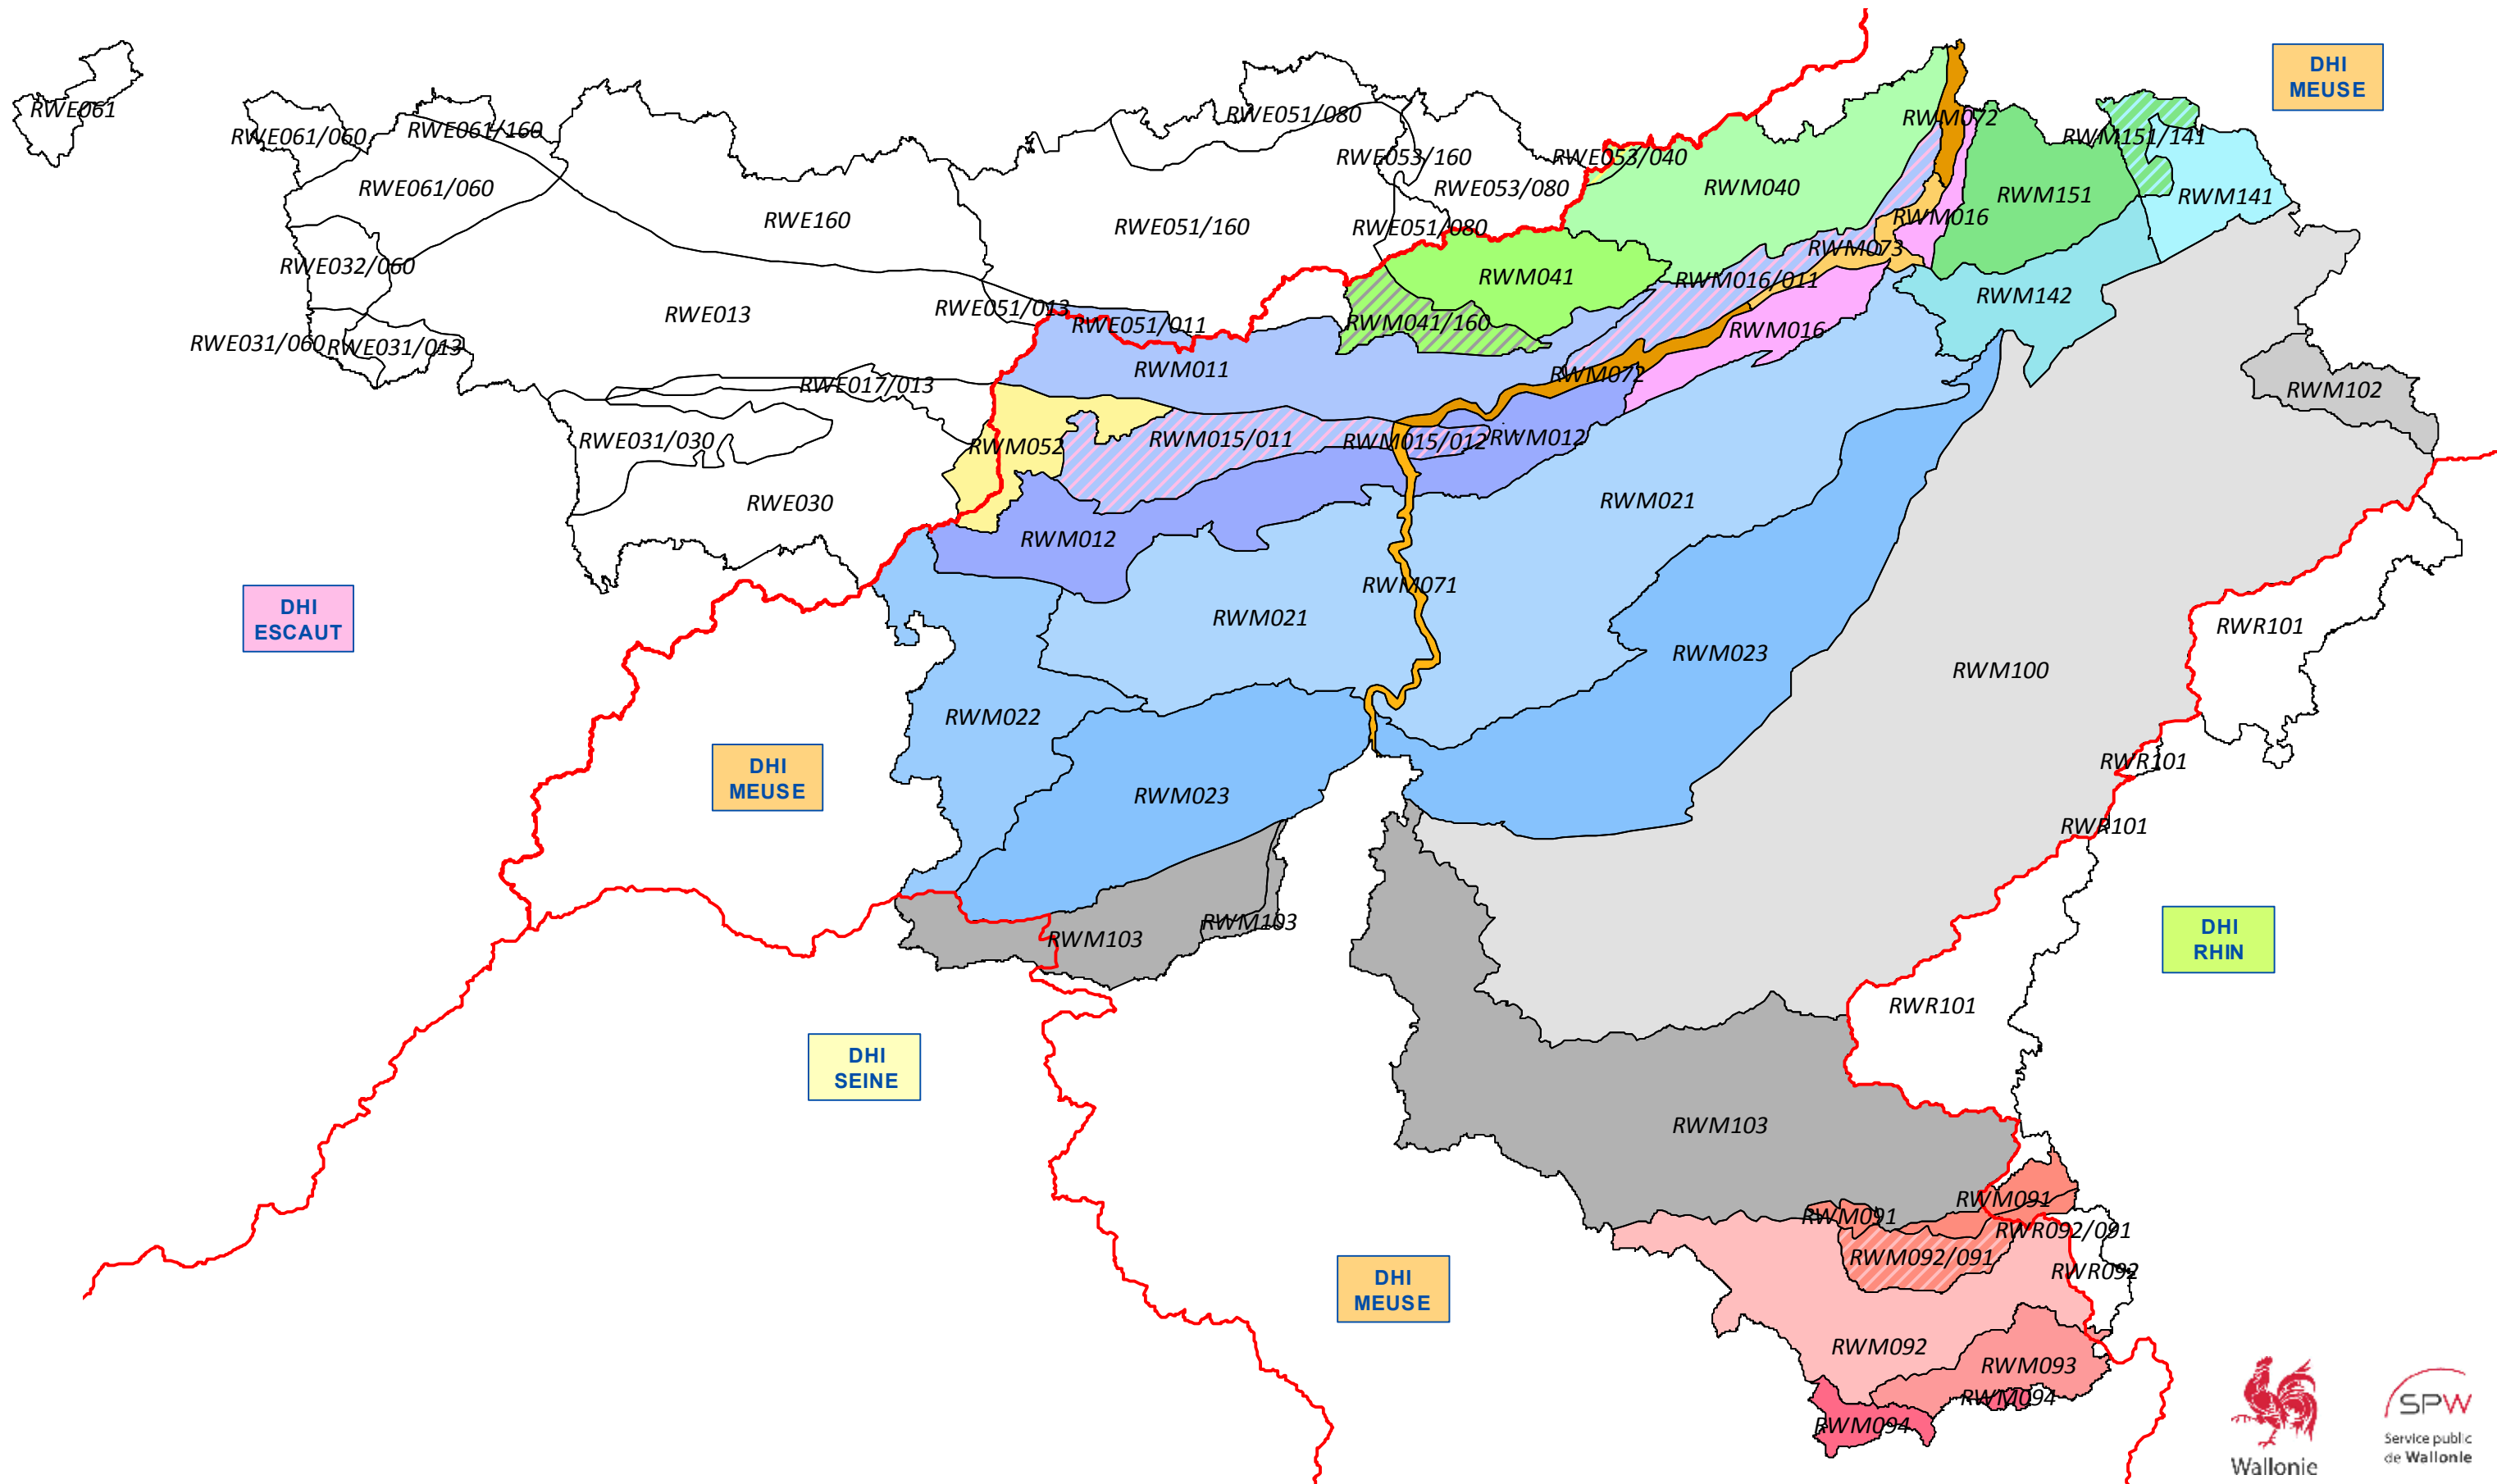 DHI
MEUSE
RWE061
RWE061/060
RWE061/160
RWE051/080
RWM072
RWM151/141
RWE053/160
RWE053/040
RWE061/060
RWE053/080
RWM040
RWM151
RWM141
RWE160
RWE051/160
RWE051/080
RWM016
RWM073
RWE032/060
RWM041
RWM016/011
RWM142
RWE013
RWE051/013
RWE051/011
RWM041/160
RWM016
RWE031/060
RWE031/013
RWM011
RWM072
RWE017/013
RWM102
RWE031/030
RWM052
RWM015/011
RWM015/012
RWM012
RWE030
RWM021
RWM012
RWM071
DHI
ESCAUT
RWM021
RWR101
RWM023
RWM100
RWM022
DHI
MEUSE
RWR101
RWM023
RWR101
RWM103
RWM103
DHI
RHIN
RWR101
DHI
SEINE
RWM103
RWM091
RWM091
RWR092/091
RWM092/091
RWR092
DHI
MEUSE
RWM092
RWM093
RWM094
RWM094
SPW
Service public
de Wallonie
Wallonie